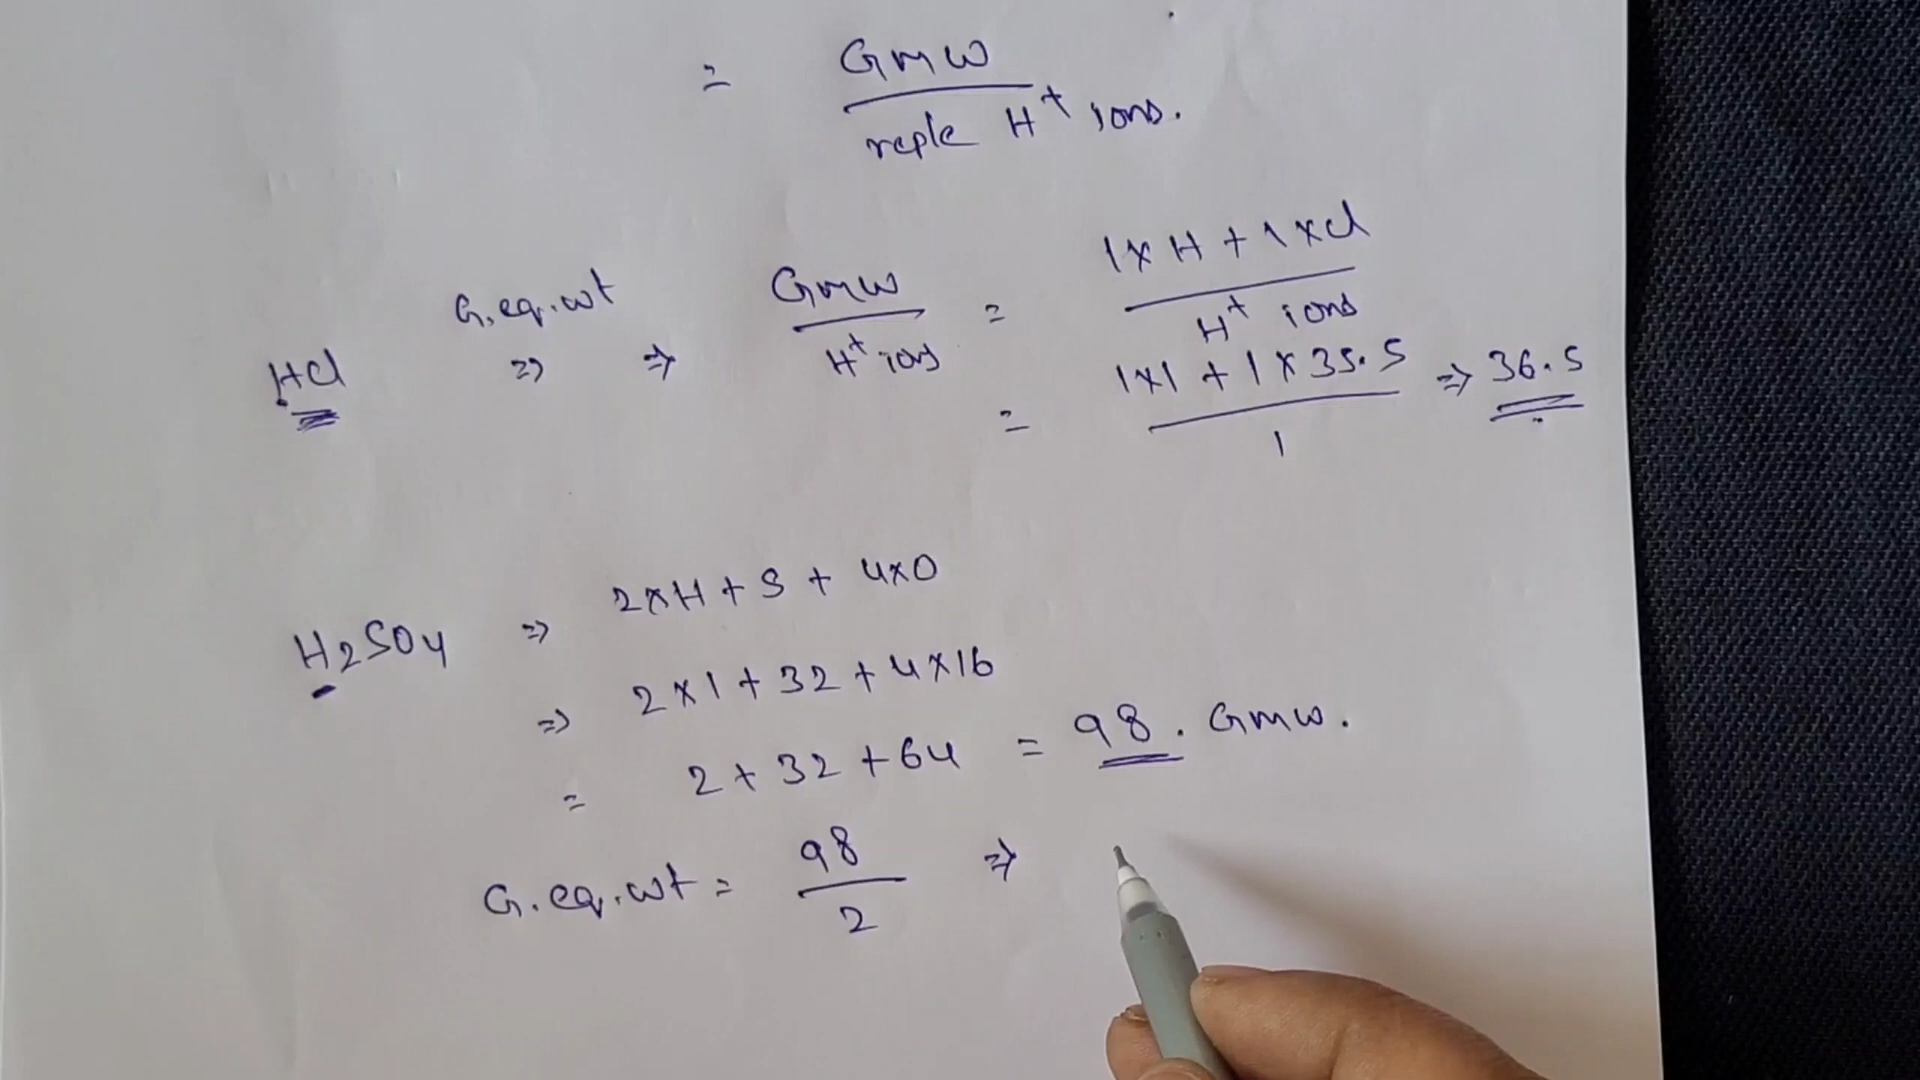 = GMW / reple H⁺ ions.
HCl G.eq.wt ⇒ ⇒ GMW / H⁺ ions = 1×H + 1×Cl / H⁺ ions
= 1×1 + 1×35.5 / 1 ⇒ 36.5
H2SO4 ⇒ 2×H + S + 4×O
⇒ 2×1 + 32 + 4×16
= 2 + 32 + 64 = 98. GMW.
G.eq.wt = 98 / 2 ⇒